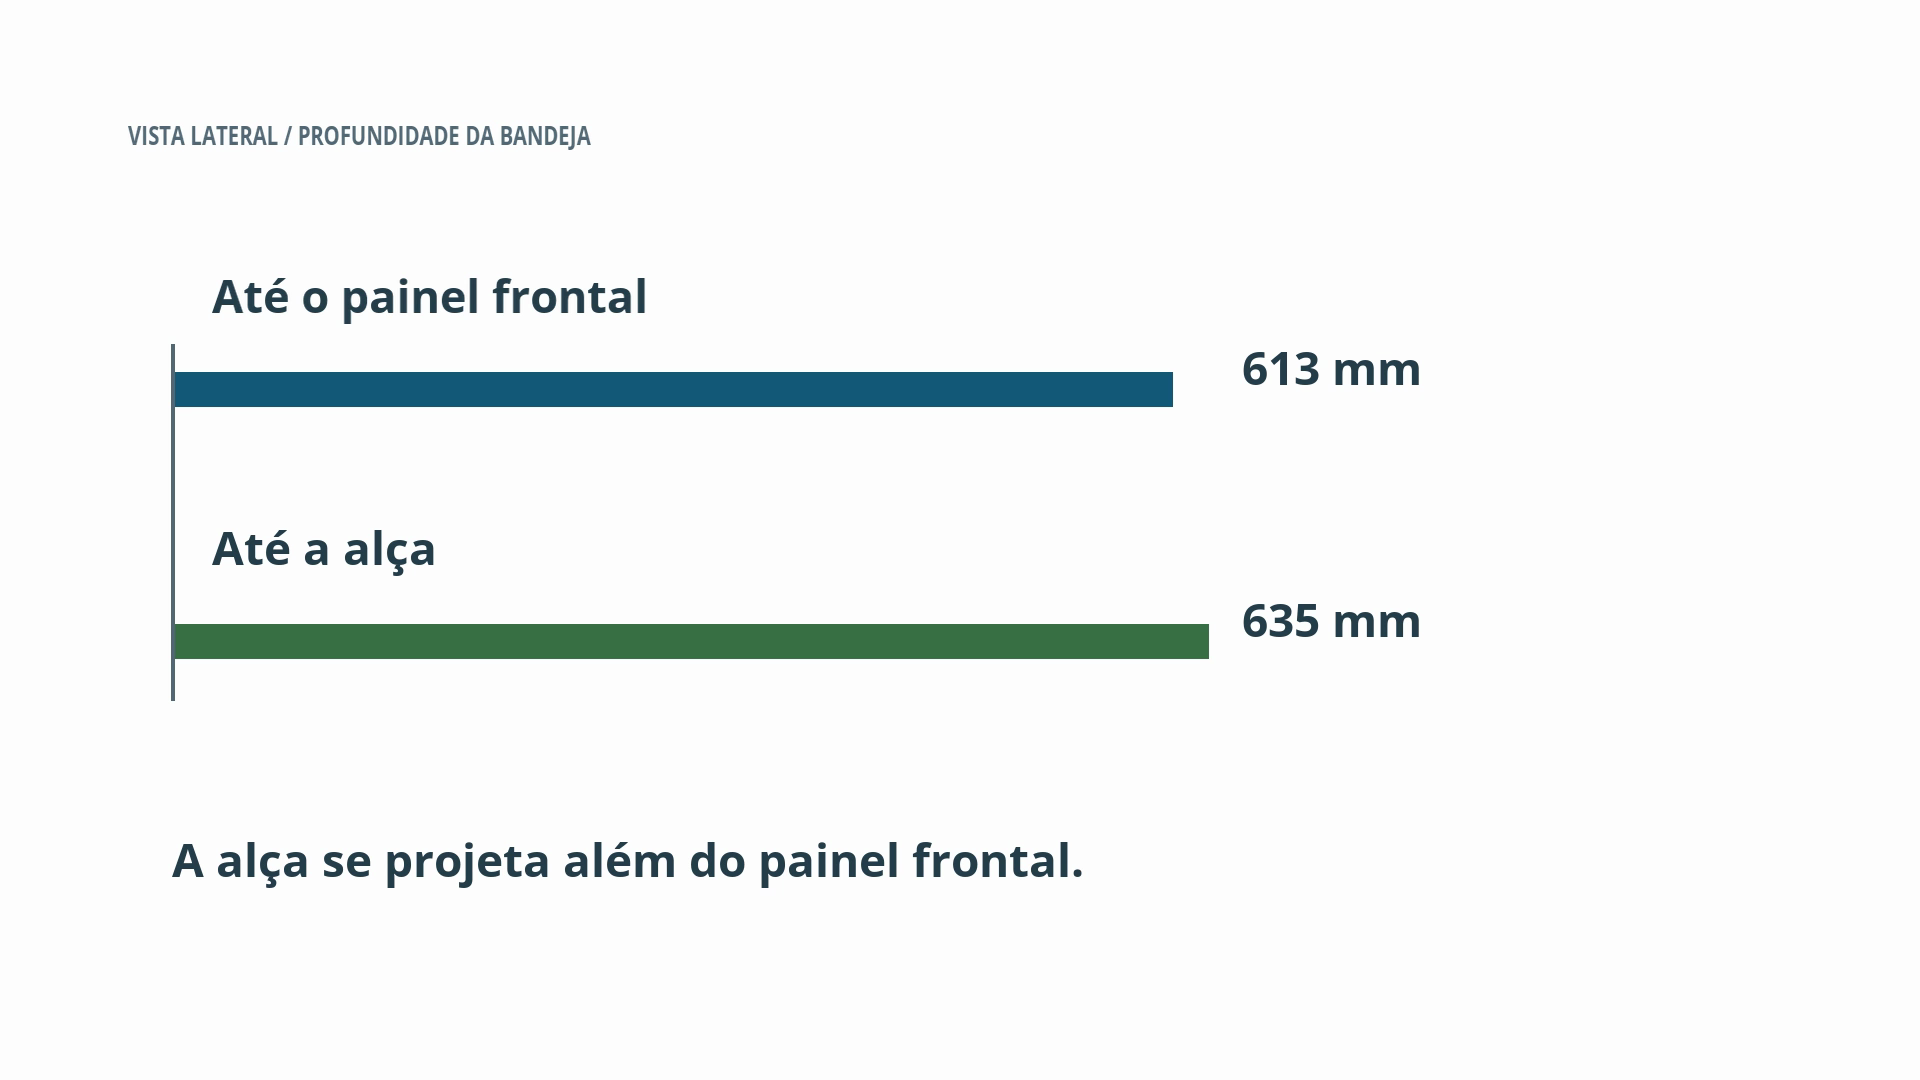 VISTA LATERAL / PROFUNDIDADE DA BANDEJA
Até o painel frontal
613 mm
Até a alça
635 mm
A alça se projeta além do painel frontal.